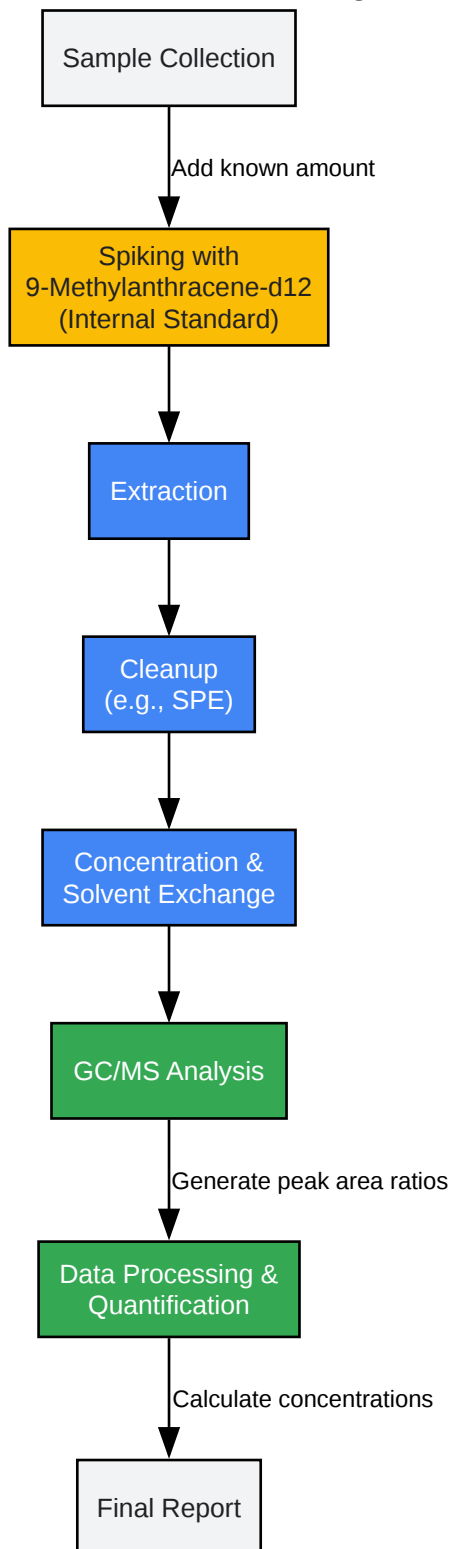 Sample Collection
Add known amount
Spiking with
9-Methylanthracene-d12
(Internal Standard)
Extraction
Cleanup
(e.g., SPE)
Concentration &
Solvent Exchange
GC/MS Analysis
Generate peak area ratios
Data Processing &
Quantification
Calculate concentrations
Final Report